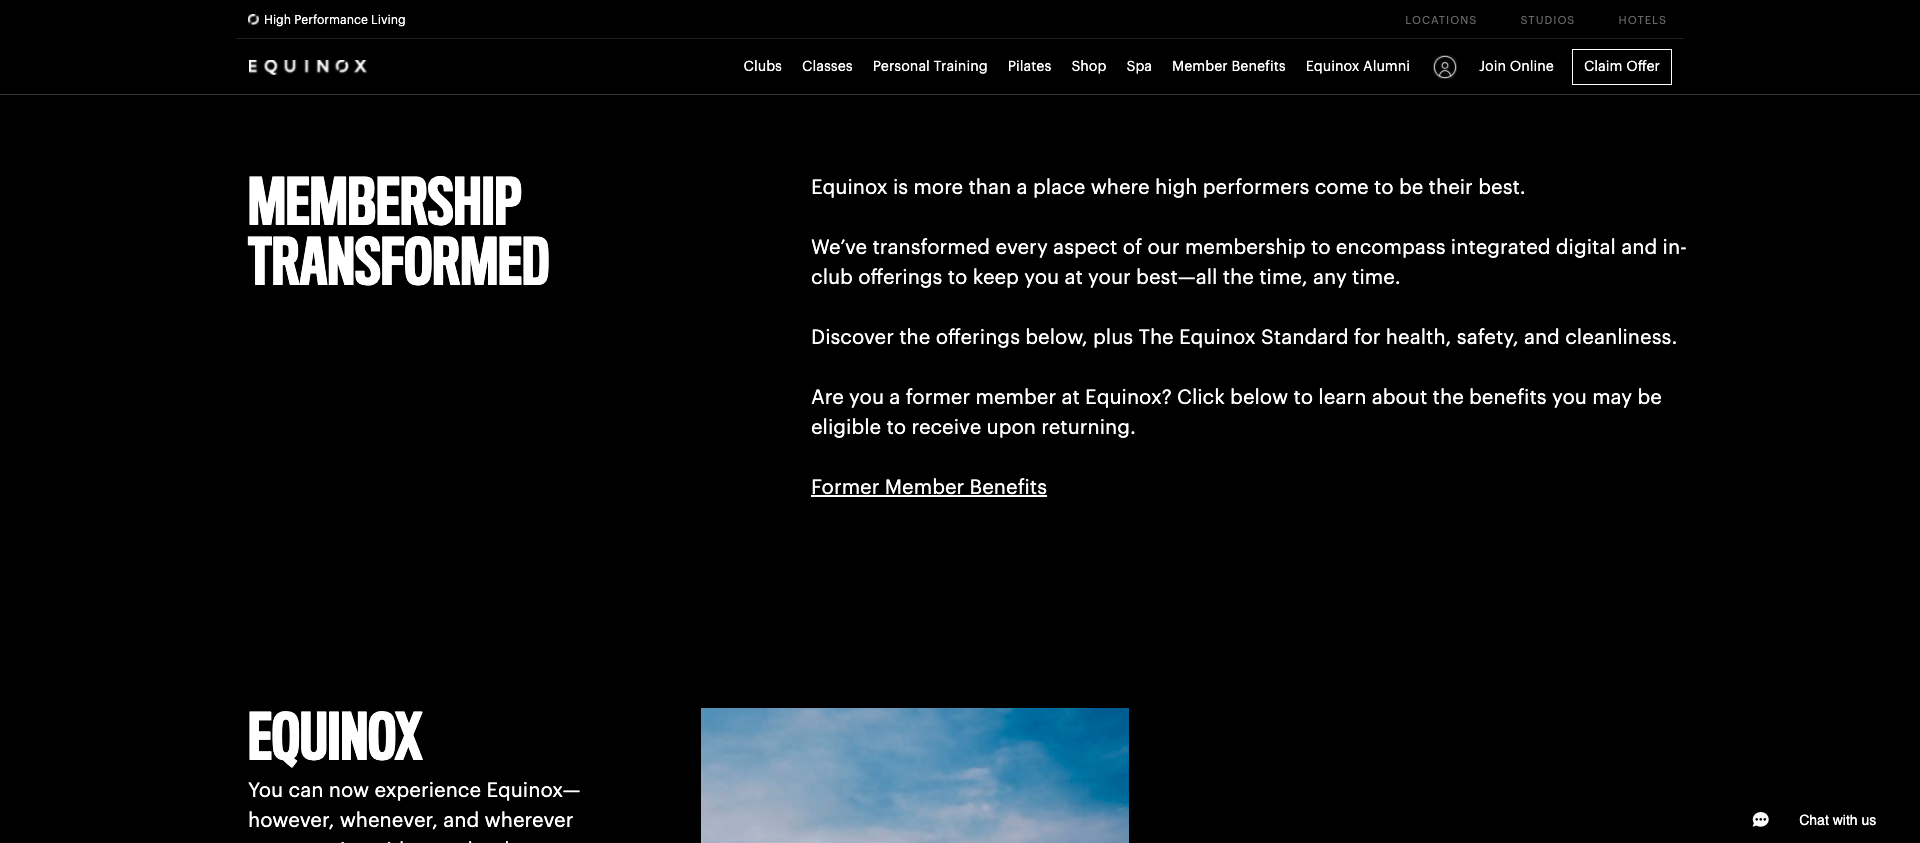 High Performance Living
LOCATIONS
STUDIOS
HOTELS
EQUINOX
Clubs
Classes
Personal Training
Pilates
Shop
Spa
Member Benefits
Equinox Alumni
Join Online
Claim Offer
MEMBERSHIP
TRANSFORMED
Equinox is more than a place where high performers come to be their best.
We’ve transformed every aspect of our membership to encompass integrated digital and in-
club offerings to keep you at your best—all the time, any time.
Discover the offerings below, plus The Equinox Standard for health, safety, and cleanliness.
Are you a former member at Equinox? Click below to learn about the benefits you may be
eligible to receive upon returning.
Former Member Benefits
EQUINOX
You can now experience Equinox—
however, whenever, and wherever
Chat with us